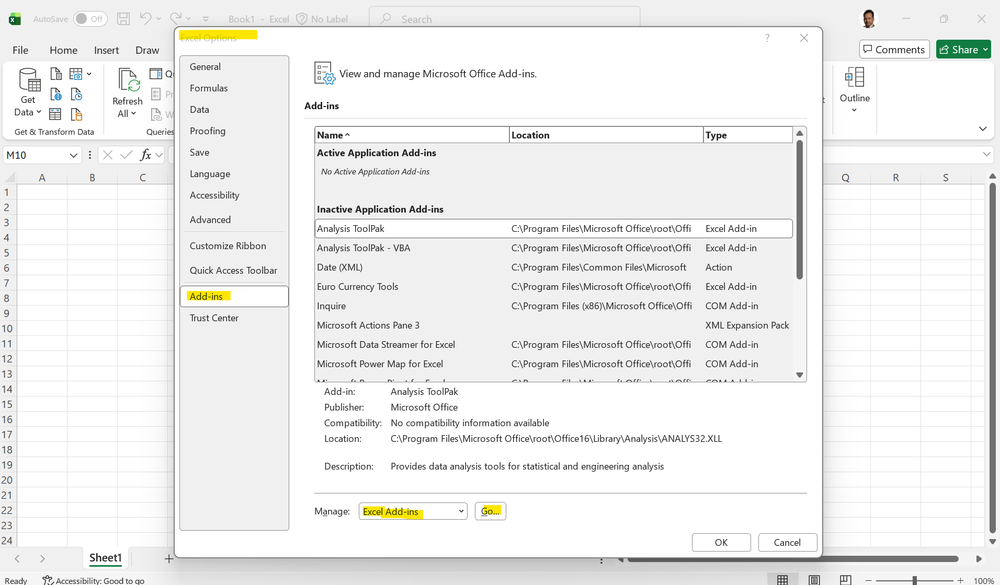 AutoSave Off Book1 - Excel No Label Search
Excel Options ?
File Home Insert Draw Comments Share
Get Data
Refresh All
Get & Transform Data
Queries
Outline
M10 fx
A B C Q R S
1
2
3
4
5
6
7
8
9
10
11
12
13
14
15
16
17
18
19
20
21
22
23
24
General
Formulas
Data
Proofing
Save
Language
Accessibility
Advanced
Customize Ribbon
Quick Access Toolbar
Add-ins
Trust Center
View and manage Microsoft Office Add-ins.
Add-ins
Name Location Type
Active Application Add-ins
No Active Application Add-ins
Inactive Application Add-ins
Analysis ToolPak C:\Program Files\Microsoft Office\root\Offi Excel Add-in
Analysis ToolPak - VBA C:\Program Files\Microsoft Office\root\Offi Excel Add-in
Date (XML) C:\Program Files\Common Files\Microsoft Action
Euro Currency Tools C:\Program Files\Microsoft Office\root\Offi Excel Add-in
Inquire C:\Program Files (x86)\Microsoft Office\Offi COM Add-in
Microsoft Actions Pane 3 XML Expansion Pack
Microsoft Data Streamer for Excel C:\Program Files\Microsoft Office\root\Offi COM Add-in
Microsoft Power Map for Excel C:\Program Files\Microsoft Office\root\Offi COM Add-in
Add-in: Analysis ToolPak
Publisher: Microsoft Office
Compatibility: No compatibility information available
Location: C:\Program Files\Microsoft Office\root\Office16\Library\Analysis\ANALYS32.XLL
Description: Provides data analysis tools for statistical and engineering analysis
Manage: Excel Add-ins Go...
OK Cancel
Sheet1
Ready Accessibility: Good to go 100%